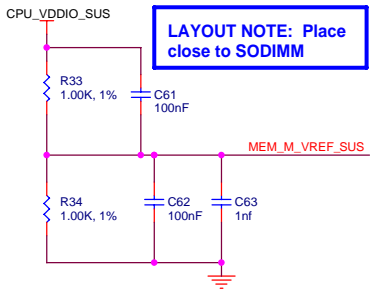 CPU_VDDIO_SUS
LAYOUT NOTE: Place
close to SODIMM
R33
1.00K, 1%
C61
100nF
MEM_M_VREF_SUS
R34
1.00K, 1%
C62
100nF
C63
1nf